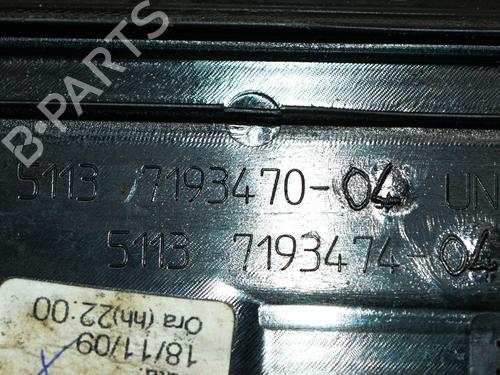 B-PARTS
5113 7193470-04 UN
5113 7193474-04
Ora (hh)22:00
18/11/09